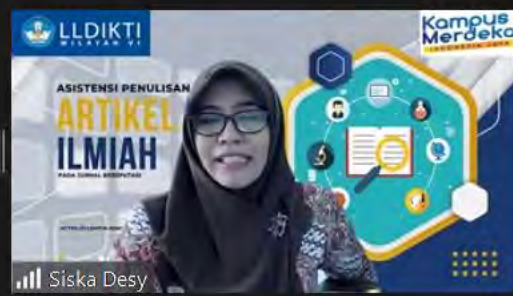 LLDIKTI
WILAYAH VI
Kampus
Merdeka
INDONESIA JAYA
ASISTENSI PENULISAN
ARTIKEL
ILMIAH
PADA JURNAL BEREPUTASI
Siska Desy